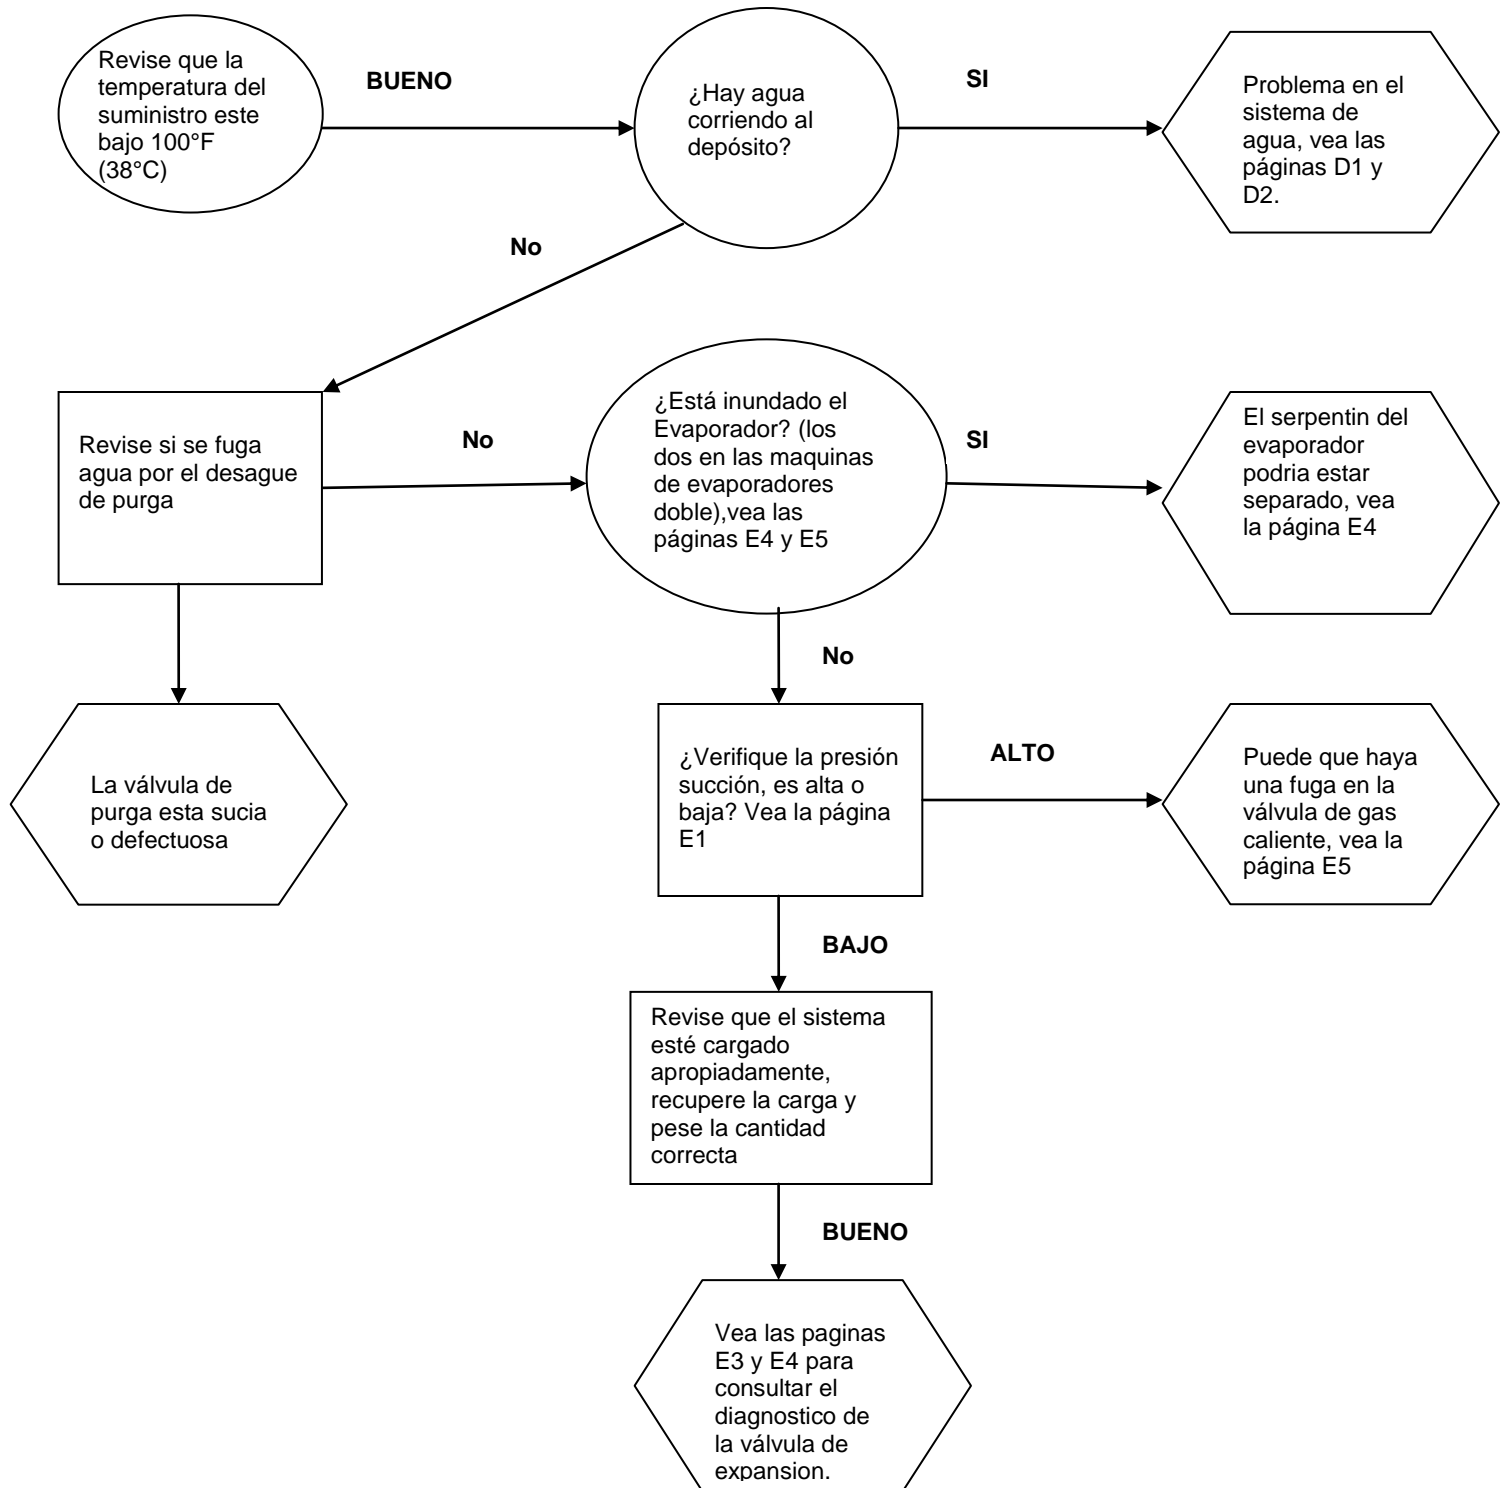 Revise que la
temperatura del
suministro este
bajo 100°F
(38°C)
BUENO
¿Hay agua
corriendo al
depósito?
SI
Problema en el
sistema de
agua, vea las
páginas D1 y
D2.
No
Revise si se fuga
agua por el desague
de purga
No
¿Está inundado el
Evaporador? (los
dos en las maquinas
de evaporadores
doble),vea las
páginas E4 y E5
SI
El serpentin del
evaporador
podria estar
separado, vea
la página E4
No
La válvula de
purga esta sucia
o defectuosa
¿Verifique la presión
succión, es alta o
baja? Vea la página
E1
ALTO
Puede que haya
una fuga en la
válvula de gas
caliente, vea la
página E5
BAJO
Revise que el sistema
esté cargado
apropiadamente,
recupere la carga y
pese la cantidad
correcta
BUENO
Vea las paginas
E3 y E4 para
consultar el
diagnostico de
la válvula de
expansion.